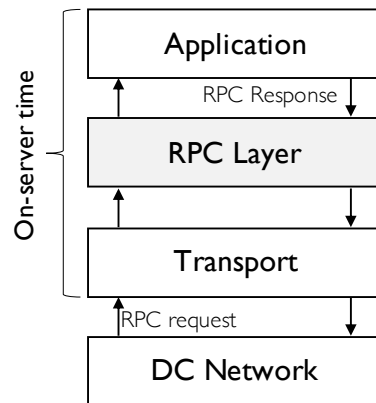 Application
RPC Response
On-server time
RPC Layer
Transport
RPC request
DC Network